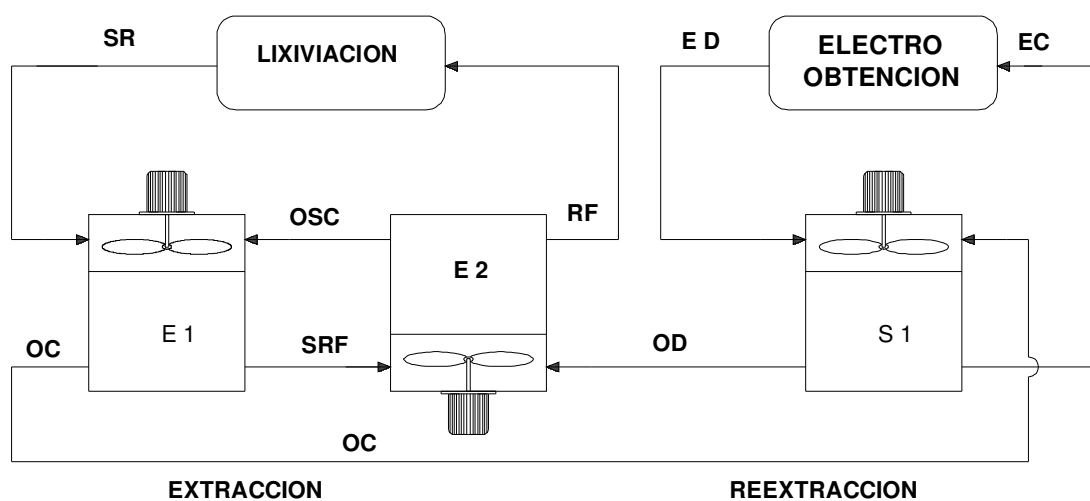 SR
LIXIVIACION
E D
ELECTRO
OBTENCION
EC
OSC
RF
E 2
E 1
S 1
OC
SRF
OD
OC
EXTRACCION
REEXTRACCION